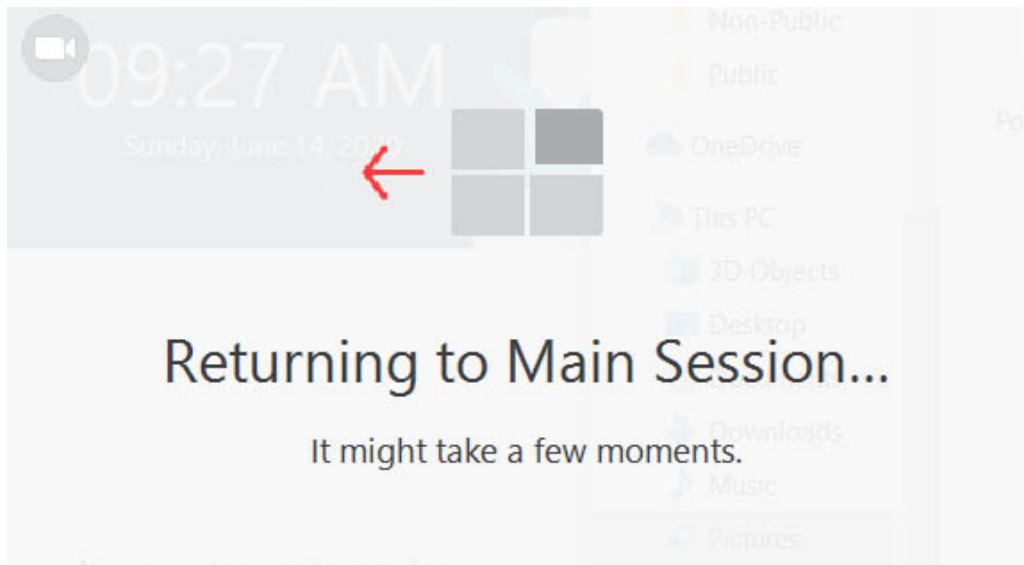 09:27 AM
Sunday, June 14, 2020
Non-Public
Public
OneDrive
This PC
3D Objects
Desktop
Returning to Main Session...
Downloads
It might take a few moments.
Music
Pictures